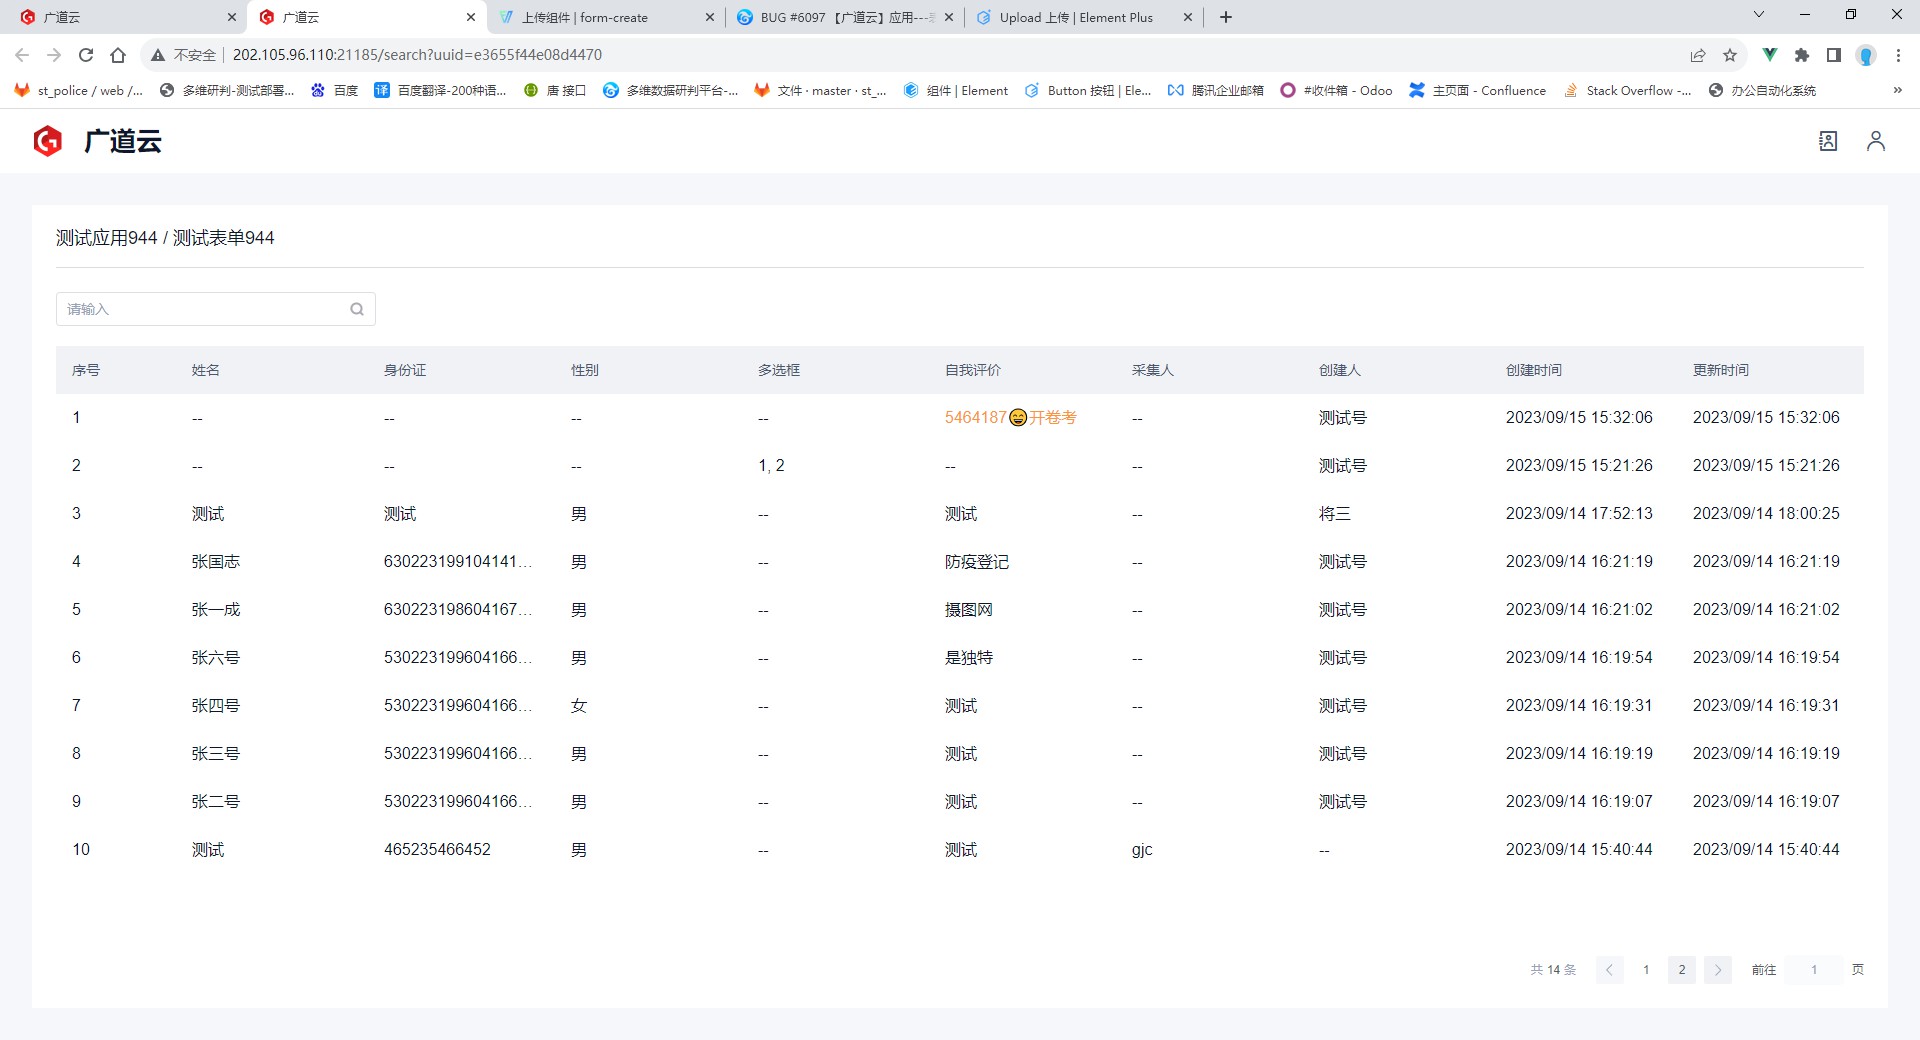 广道云
广道云
上传组件 | form-create
BUG #6097 【广道云】应用---
Upload 上传 | Element Plus
不安全
202.105.96.110:21185/search?uuid=e3655f44e08d4470
st_police / web /...
多维研判-测试部署...
百度
百度翻译-200种语...
唐 接口
多维数据研判平台-...
文件 · master · st_...
组件 | Element
Button 按钮 | Ele...
腾讯企业邮箱
#收件箱 - Odoo
主页面 - Confluence
Stack Overflow -...
办公自动化系统
»
广道云
测试应用944 / 测试表单944
请输入
序号 姓名 身份证 性别 多选框 自我评价 采集人 创建人 创建时间 更新时间
1 -- -- -- -- 5464187😄开卷考 -- 测试号 2023/09/15 15:32:06 2023/09/15 15:32:06
2 -- -- -- 1, 2 -- -- 测试号 2023/09/15 15:21:26 2023/09/15 15:21:26
3 测试 测试 男 -- 测试 -- 将三 2023/09/14 17:52:13 2023/09/14 18:00:25
4 张国志 630223199104141... 男 -- 防疫登记 -- 测试号 2023/09/14 16:21:19 2023/09/14 16:21:19
5 张一成 630223198604167... 男 -- 摄图网 -- 测试号 2023/09/14 16:21:02 2023/09/14 16:21:02
6 张六号 530223199604166... 男 -- 是独特 -- 测试号 2023/09/14 16:19:54 2023/09/14 16:19:54
7 张四号 530223199604166... 女 -- 测试 -- 测试号 2023/09/14 16:19:31 2023/09/14 16:19:31
8 张三号 530223199604166... 男 -- 测试 -- 测试号 2023/09/14 16:19:19 2023/09/14 16:19:19
9 张二号 530223199604166... 男 -- 测试 -- 测试号 2023/09/14 16:19:07 2023/09/14 16:19:07
10 测试 465235466452 男 -- 测试 gjc -- 2023/09/14 15:40:44 2023/09/14 15:40:44
共 14 条 1 2 前往 1 页